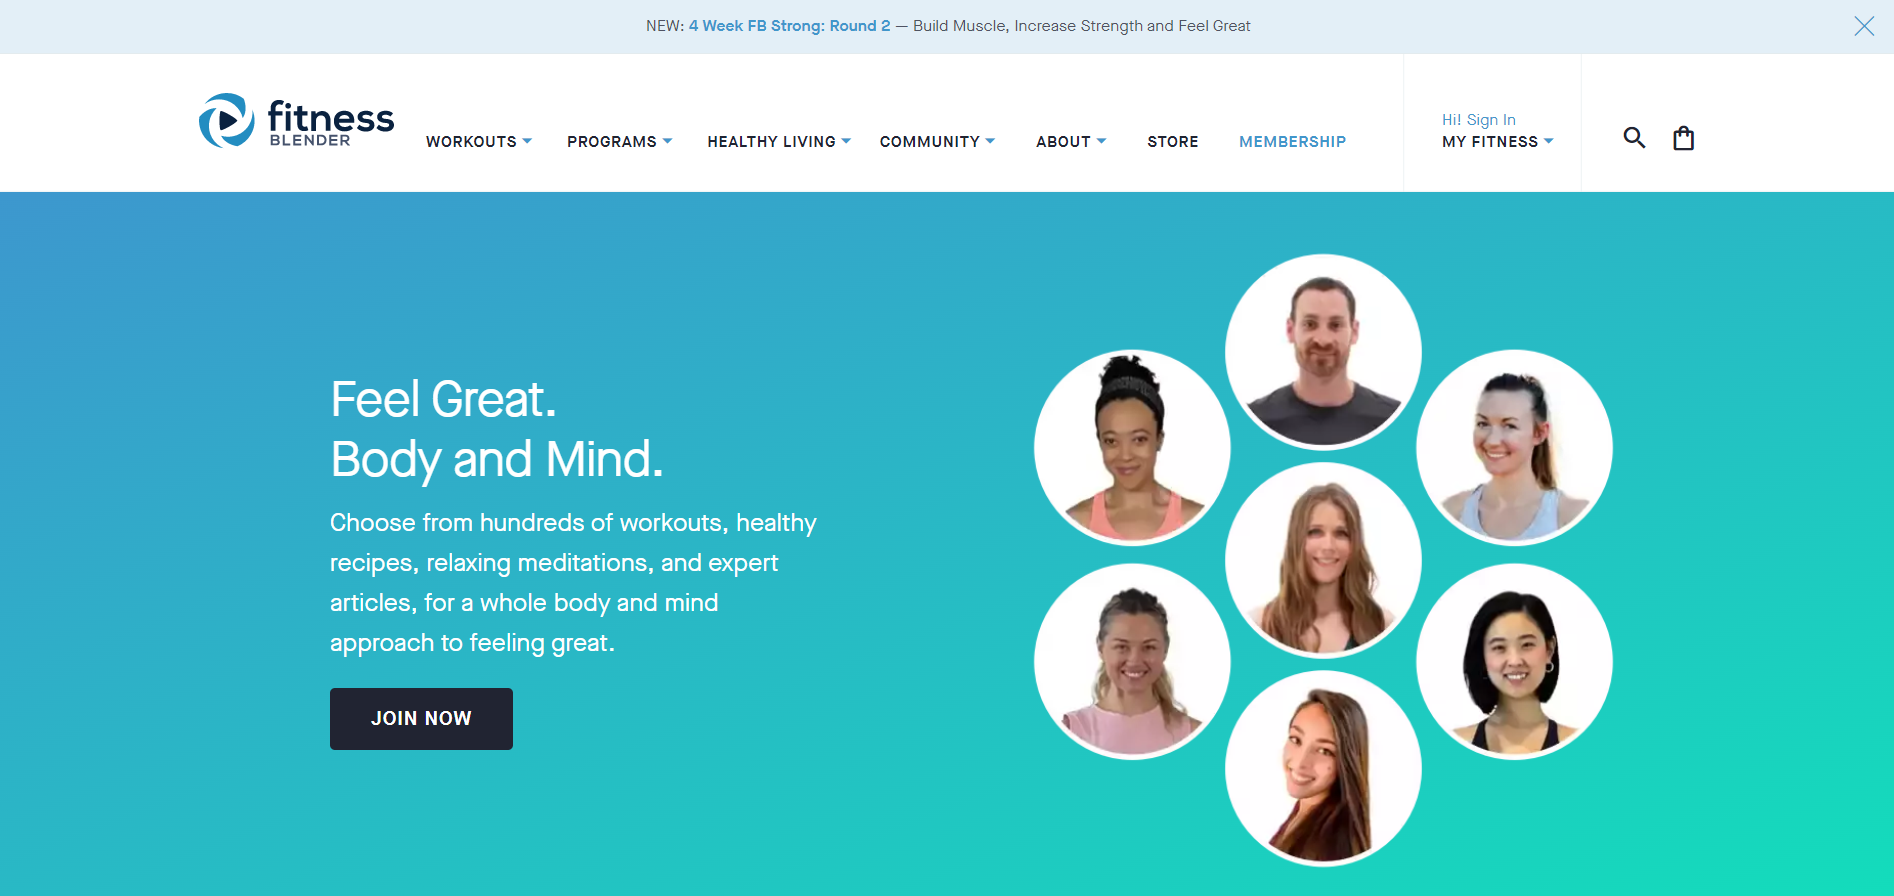 NEW: 4 Week FB Strong: Round 2 — Build Muscle, Increase Strength and Feel Great
fitness
BLENDER
WORKOUTS
PROGRAMS
HEALTHY LIVING
COMMUNITY
ABOUT
STORE
MEMBERSHIP
Hi! Sign In
MY FITNESS
Feel Great.
Body and Mind.
Choose from hundreds of workouts, healthy
recipes, relaxing meditations, and expert
articles, for a whole body and mind
approach to feeling great.
JOIN NOW